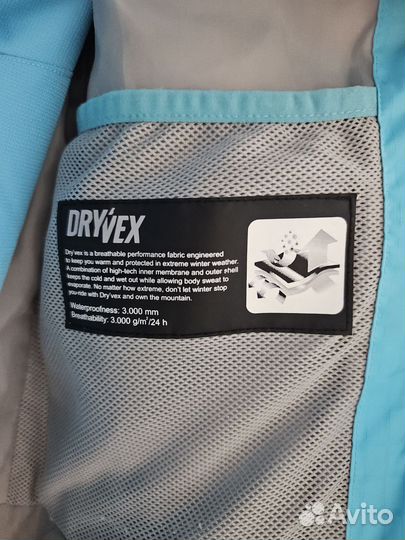 DRY'VEX
Dry'vex is a breathable performance fabric engineered
to keep you warm and protected in extreme winter weather.
A combination of high-tech inner membrane and outer shell
keeps the cold and wet out while allowing body sweat to
evaporate. No matter how extreme, don't let winter stop
you-ride with Dry'vex and own the mountain.
Waterproofness: 3.000 mm
Breathability: 3.000 g/m²/24 h
Avito